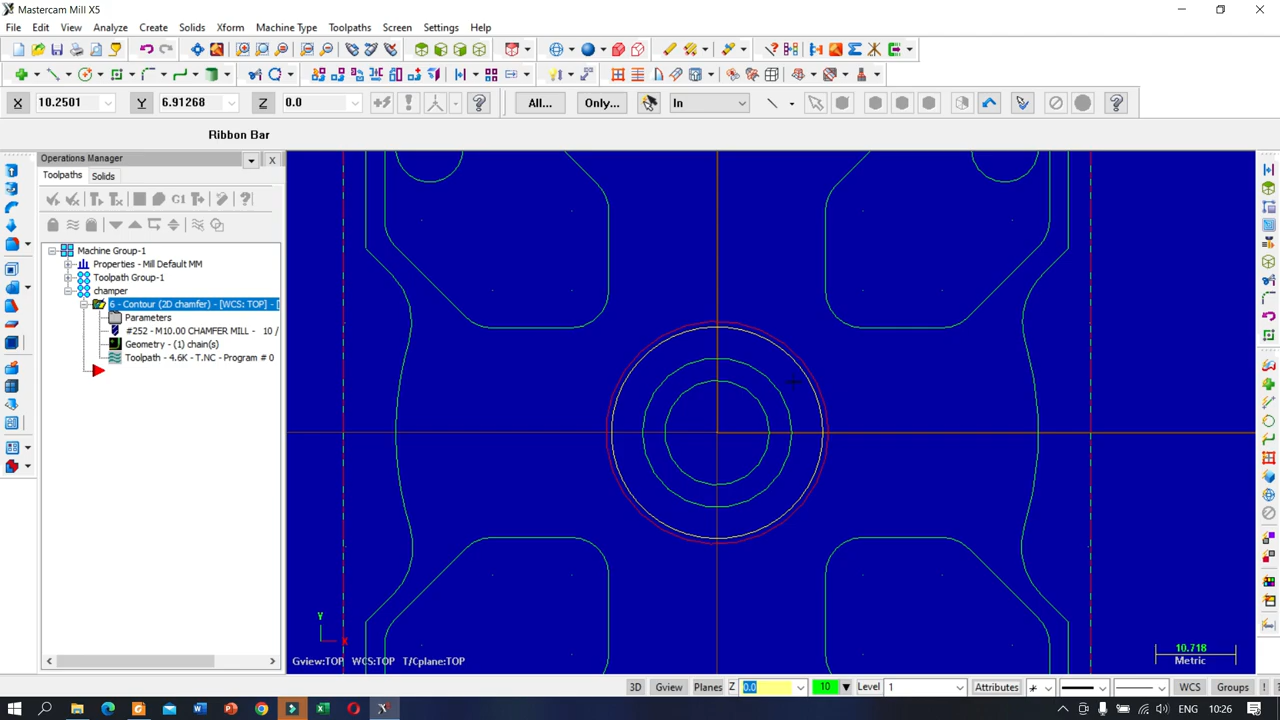 Mastercam Mill X5
File Edit View Analyze Create Solids Xform Machine Type Toolpaths Screen Settings Help
X 10.2501 Y 6.91268 Z 0.0 All... Only... In
Ribbon Bar
Operations Manager
Toolpaths Solids
G1
Machine Group-1
Properties - Mill Default MM
Toolpath Group-1
champer
6 - Contour (2D chamfer) - [WCS: TOP] - [
Parameters
#252 - M10.00 CHAMFER MILL - 10 /
Geometry - (1) chain(s)
Toolpath - 4.6K - T.NC - Program # 0
Y
X
Gview:TOP WCS:TOP T/Cplane:TOP
10.718
Metric
3D Gview Planes Z 0.0 10 Level 1 Attributes WCS Groups
ENG 10:26